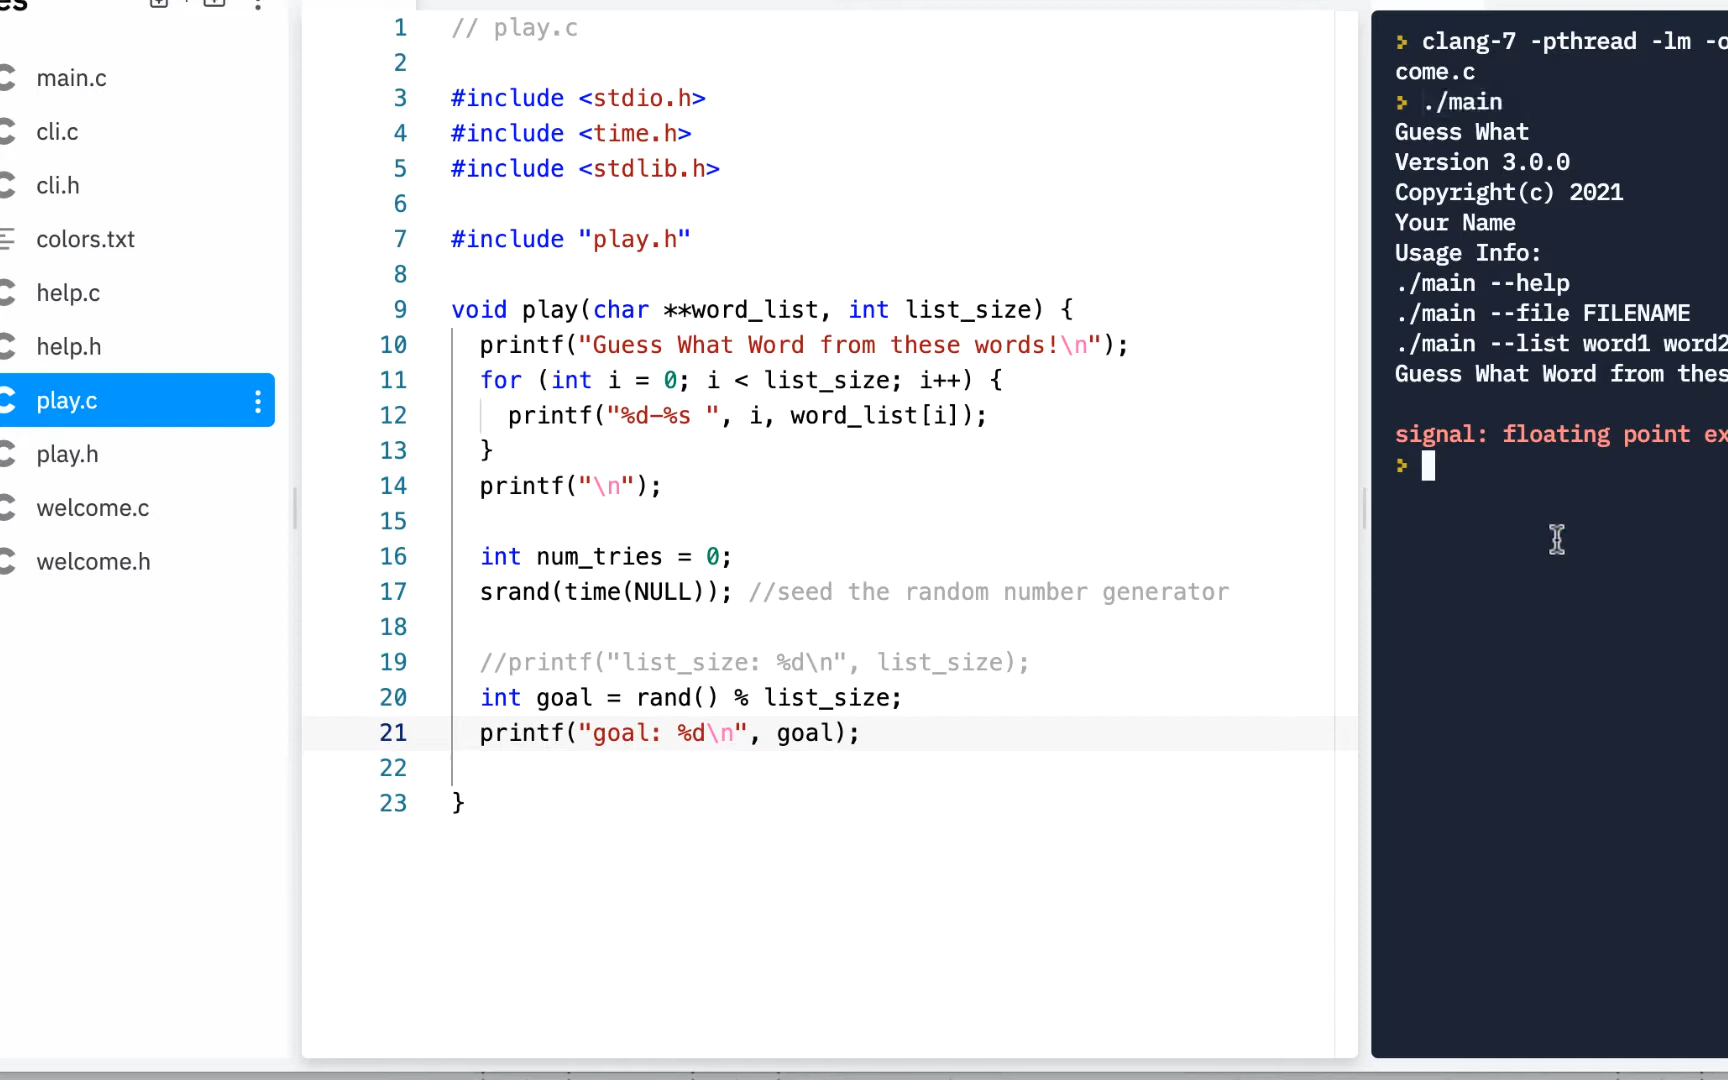 es
main.c
cli.c
cli.h
colors.txt
help.c
help.h
play.c
play.h
welcome.c
welcome.h
1 // play.c
2
3 #include <stdio.h>
4 #include <time.h>
5 #include <stdlib.h>
6
7 #include "play.h"
8
9 void play(char **word_list, int list_size) {
10 printf("Guess What Word from these words!\n");
11 for (int i = 0; i < list_size; i++) {
12 printf("%d-%s ", i, word_list[i]);
13 }
14 printf("\n");
15
16 int num_tries = 0;
17 srand(time(NULL)); //seed the random number generator
18
19 //printf("list_size: %d\n", list_size);
20 int goal = rand() % list_size;
21 printf("goal: %d\n", goal);
22
23 }
> clang-7 -pthread -lm -o
come.c
> ./main
Guess What
Version 3.0.0
Copyright(c) 2021
Your Name
Usage Info:
./main --help
./main --file FILENAME
./main --list word1 word2
Guess What Word from thes
signal: floating point ex
>